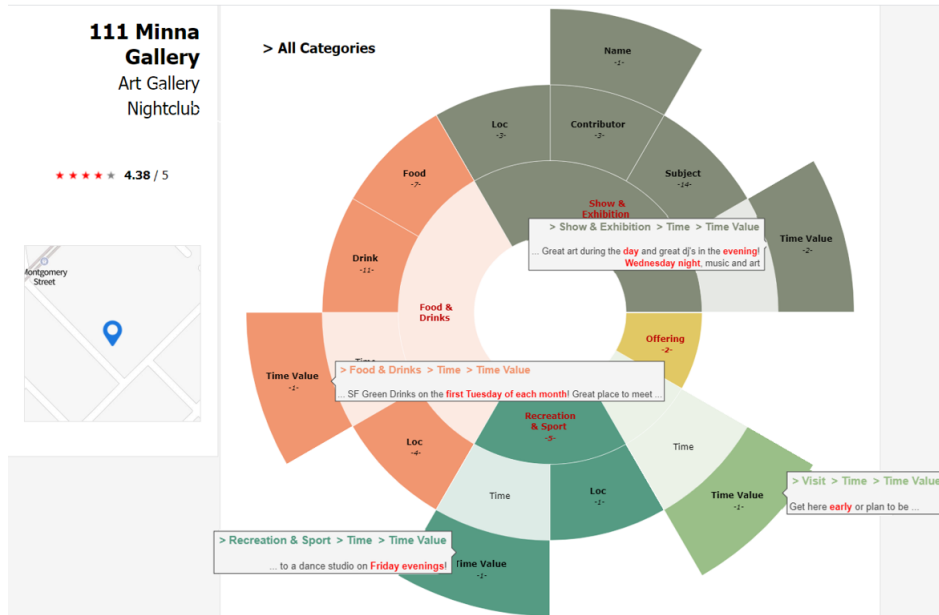 111 Minna
Gallery
Art Gallery
Nightclub
★ ★ ★ ★ ★ 4.38 / 5
Montgomery
Street
> All Categories
Name
-1-
Loc
-3-
Contributor
-3-
Subject
-14-
Show &
Exhibition
Time Value
-2-
> Show & Exhibition > Time > Time Value
... Great art during the day and great dj's in the evening!
Wednesday night, music and art
Food
-7-
Drink
-11-
Food &
Drinks
Offering
-2-
Time Value
-1-
> Food & Drinks > Time > Time Value
... SF Green Drinks on the first Tuesday of each month! Great place to meet ...
Loc
-4-
Recreation
& Sport
-5-
Time
Time
Loc
-1-
Time Value
-1-
> Visit > Time > Time Value
Get here early or plan to be ...
> Recreation & Sport > Time > Time Value
... to a dance studio on Friday evenings!
Time Value
-1-